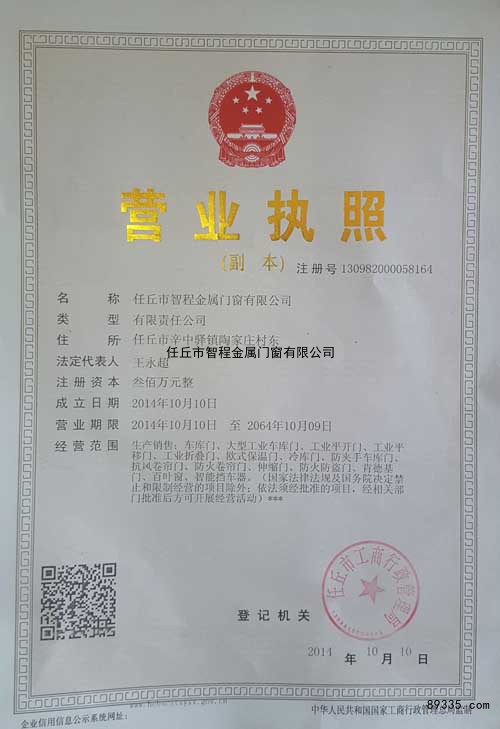 营业执照
(副 本)
注册号 130982000058164
名 称 任丘市智程金属门窗有限公司
类 型 有限责任公司
住 所 任丘市辛中驿镇陶家庄村东
任丘市智程金属门窗有限公司
法定代表人 王永超
注册资本 叁佰万元整
成立日期 2014年10月10日
营业期限 2014年10月10日 至 2064年10月09日
经营范围 生产销售：车库门、大型工业车库门、工业平开门、工业平
移门、工业折叠门、欧式保温门、冷库门、防夹手车库门、
抗风卷帘门、防火卷帘门、伸缩门、防火防盗门、肯德基
门、百叶窗、智能挡车器。（国家法律法规及国务院决定禁
止和限制经营的项目除外；依法须经批准的项目，经相关部
门批准后方可开展经营活动）***
任丘市工商行政管理局
登记机关
2014 年 10 月 10 日
企业信用信息公示系统网址：
中华人民共和国国家工商行政管理总局监制
89335.com